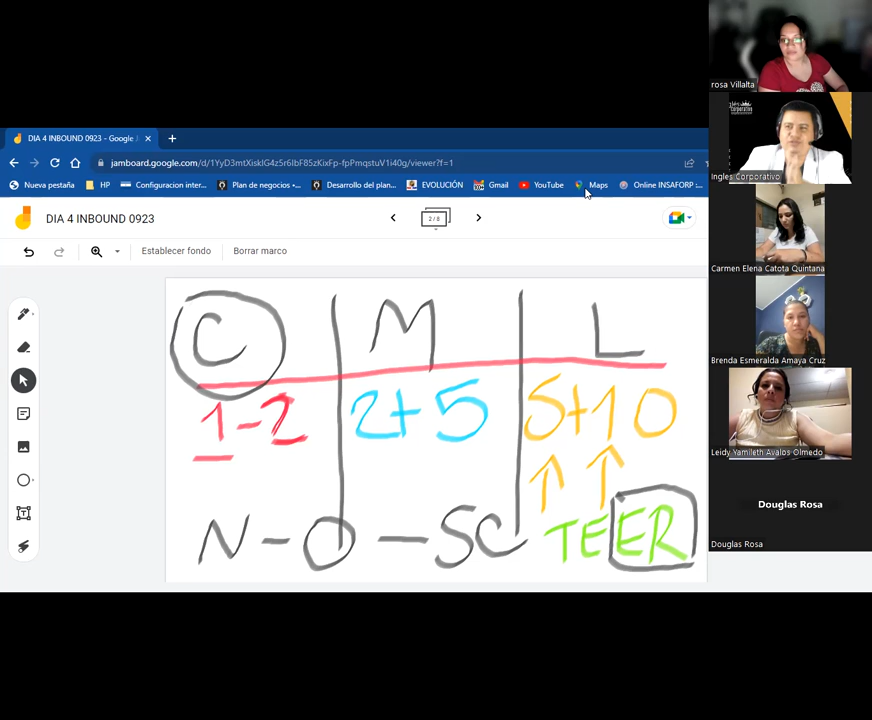 rosa Villalta
DIA 4 INBOUND 0923 - Google J
jamboard.google.com/d/1YyD3mtXisklG4z5r6IbF85zKixFp-fpPmqstuV1i40g/viewer?f=1
Nueva pestaña
HP
Configuracion inter...
Plan de negocios -...
Desarrollo del plan...
EVOLUCIÓN
Gmail
YouTube
Maps
Online INSAFORP :...
Ingles Corporativo
DIA 4 INBOUND 0923
2 / 8
Establecer fondo
Borrar marco
Carmen Elena Catota Quintana
C M L
1-2 2+5 5+10
N-O-SC TEER
Brenda Esmeralda Amaya Cruz
Leidy Yamileth Avalos Olmedo
Douglas Rosa
Douglas Rosa